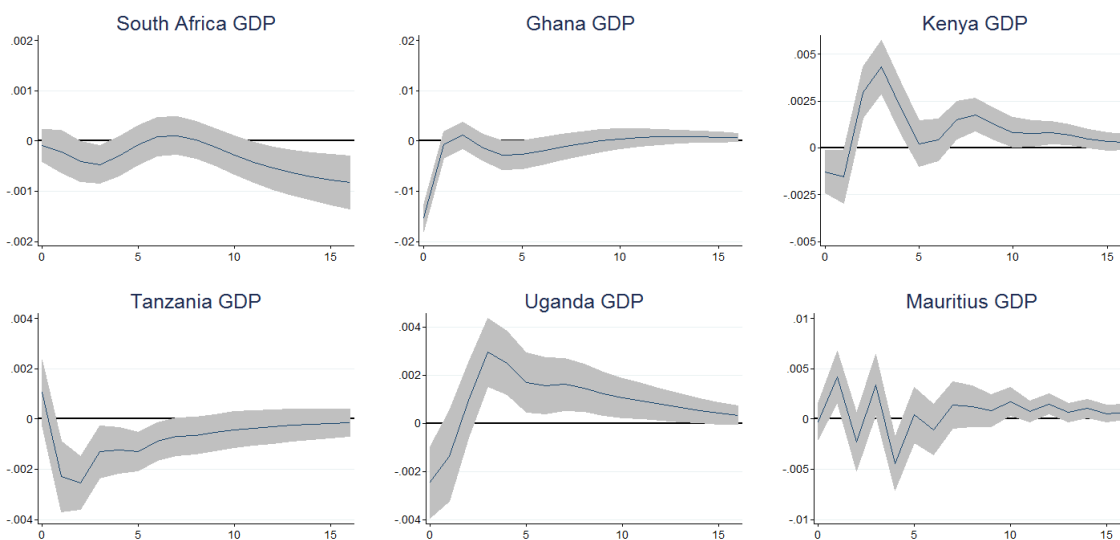 South Africa GDP
.002
.001
0
-.001
-.002
0 5 10 15
Ghana GDP
.02
.01
0
-.01
-.02
0 5 10 15
Kenya GDP
.005
.0025
0
-.0025
-.005
0 5 10 15
Tanzania GDP
.004
.002
0
-.002
-.004
0 5 10 15
Uganda GDP
.004
.002
0
-.002
-.004
0 5 10 15
Mauritius GDP
.01
.005
0
-.005
-.01
0 5 10 15